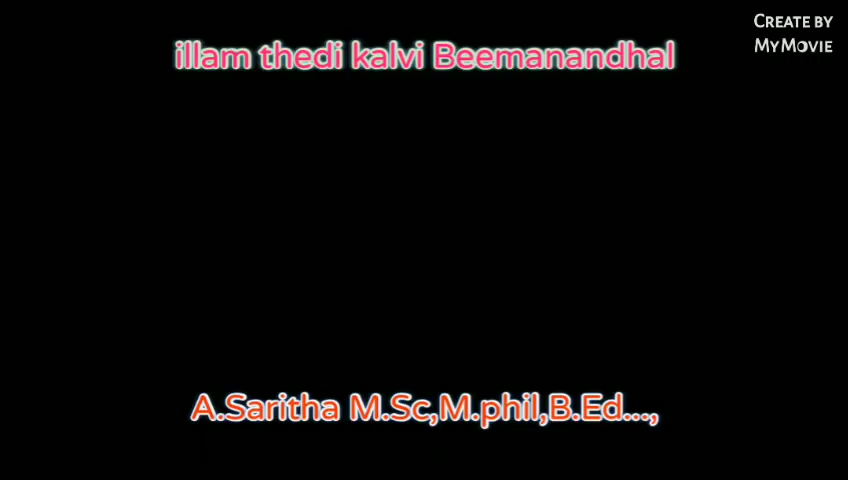 CREATE BY
MYMOVIE
illam thedi kalvi Beemanandhal
A.Saritha M.Sc,M.phil,B.Ed...,